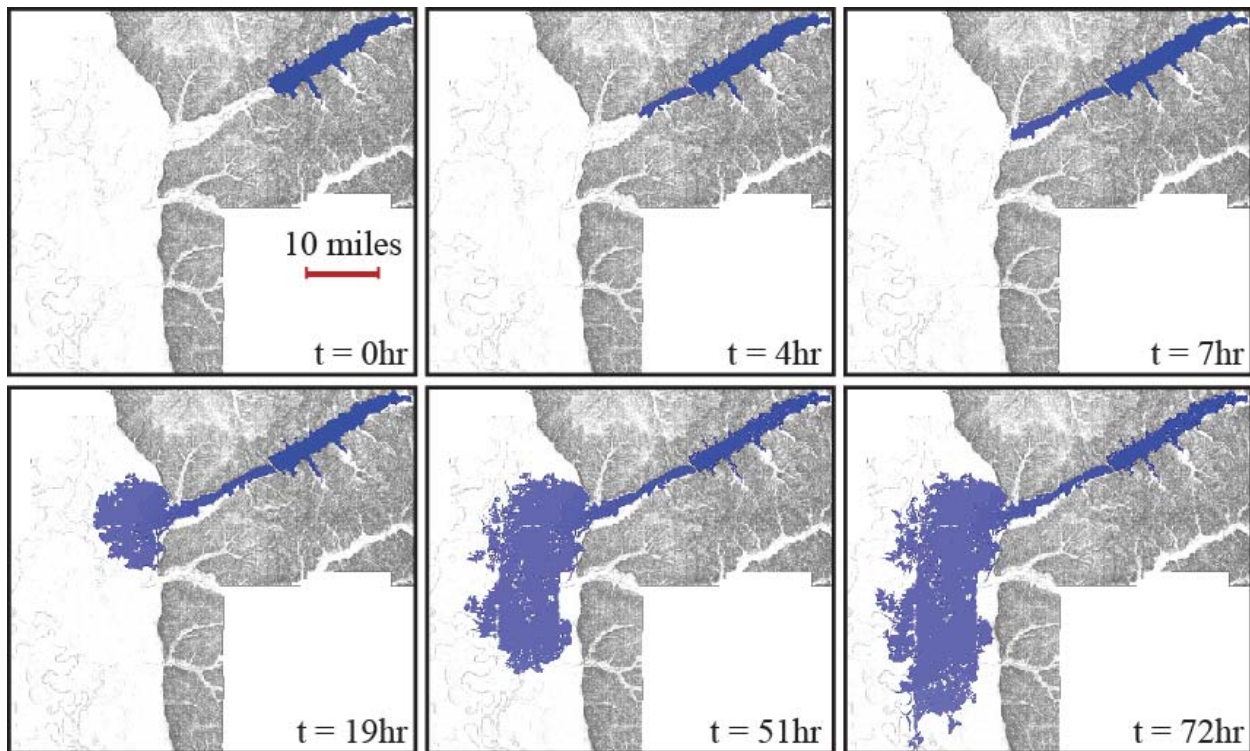 10 miles
t = 0hr
t = 4hr
t = 7hr
t = 19hr
t = 51hr
t = 72hr